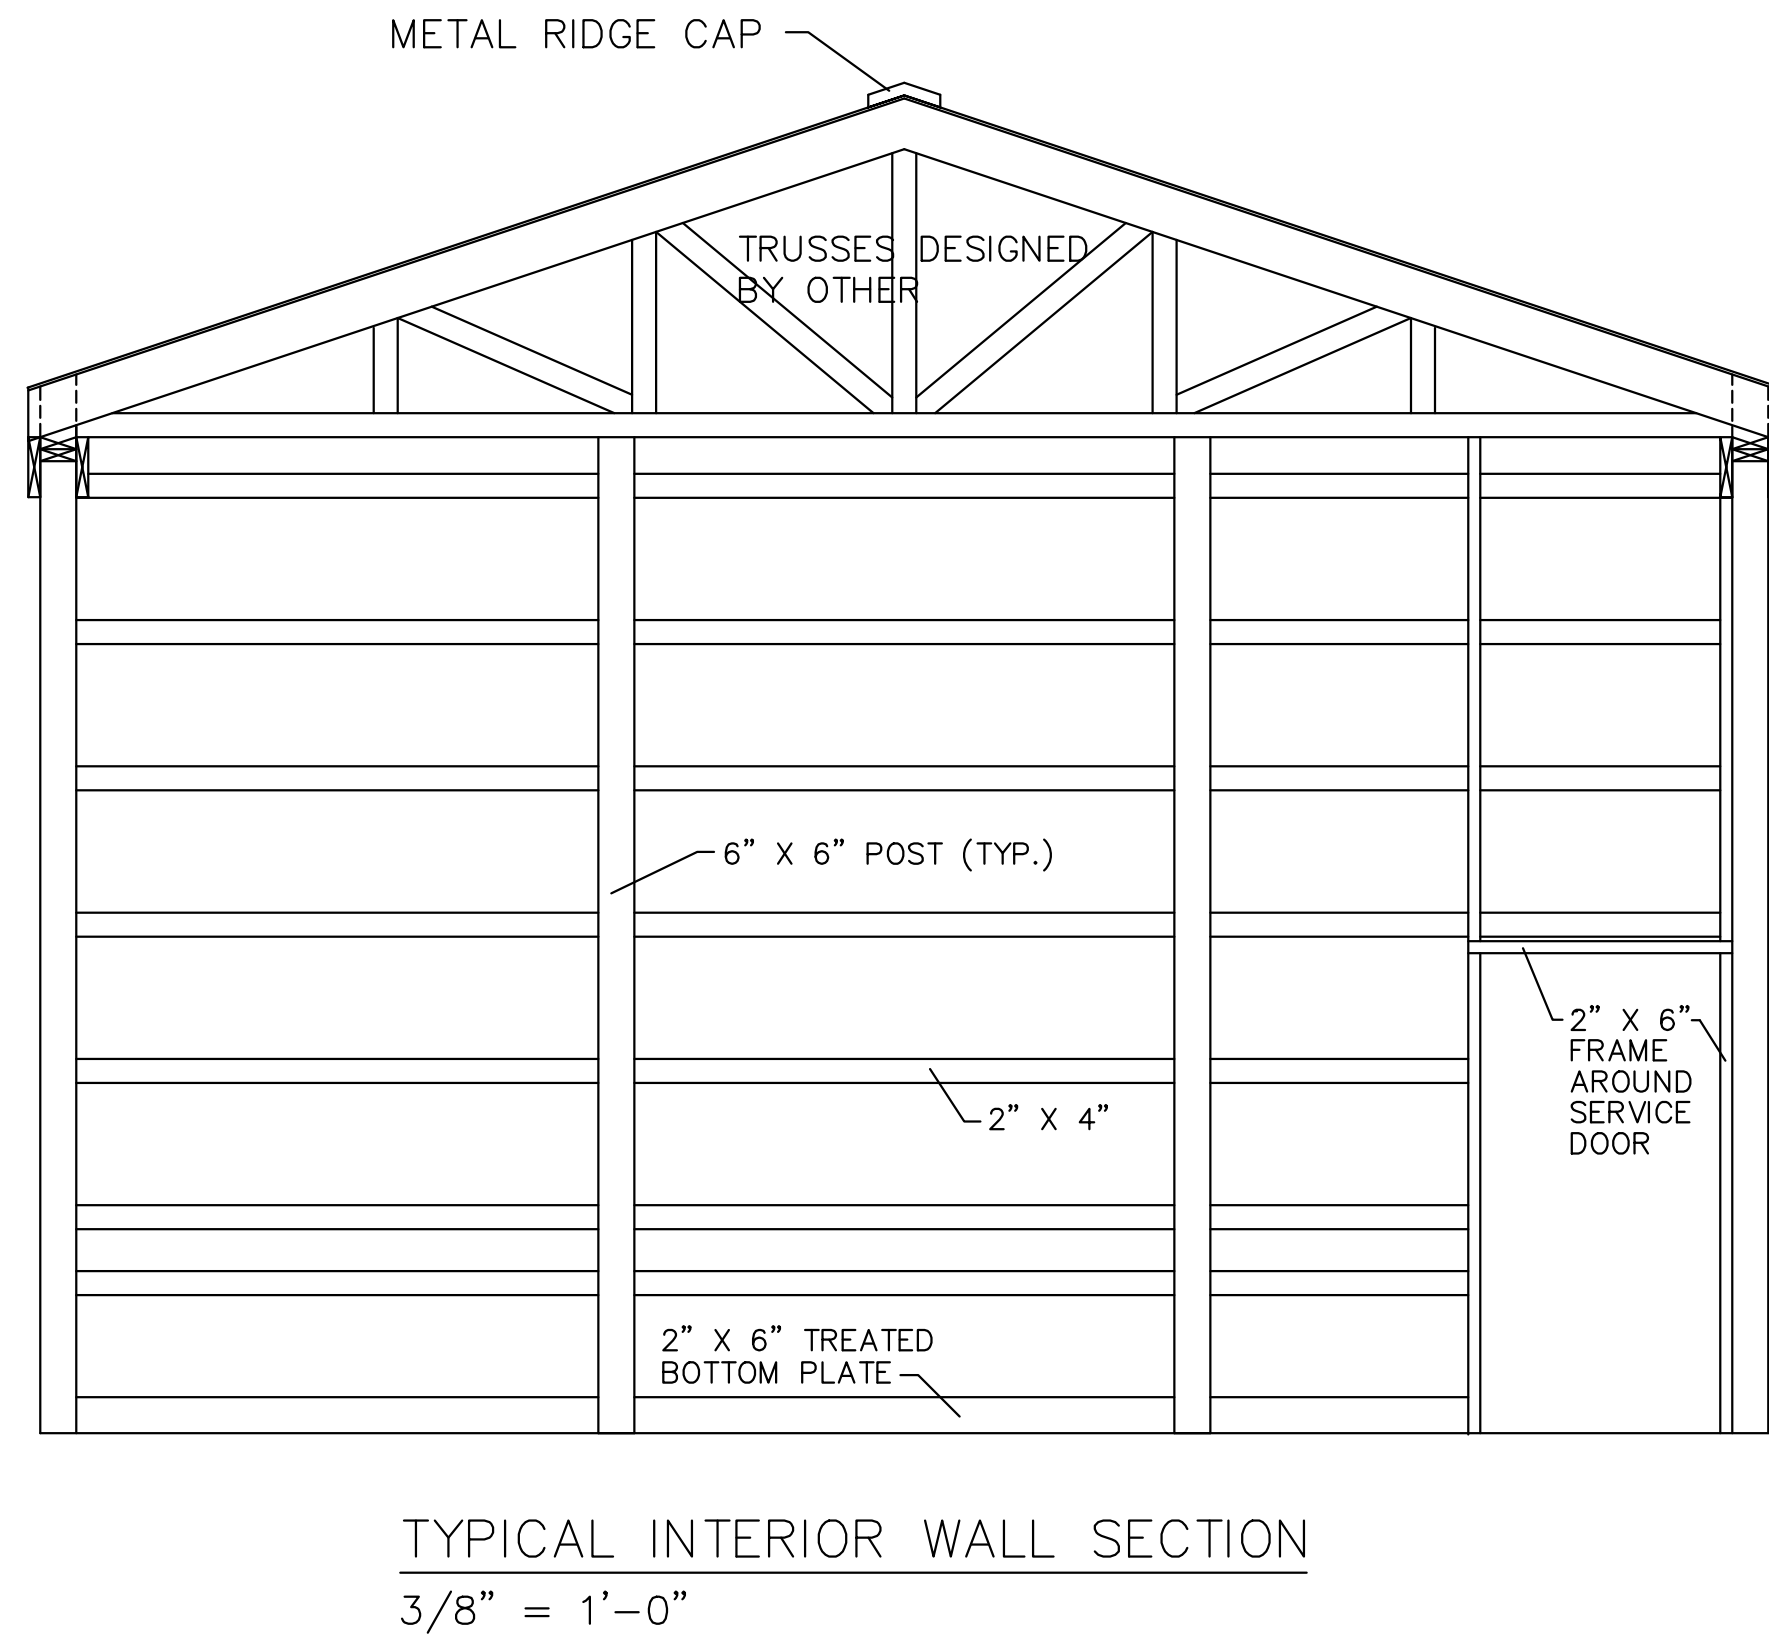 METAL RIDGE CAP
TRUSSES DESIGNED
BY OTHER
6” X 6” POST (TYP.)
2” X 6”
FRAME
AROUND
SERVICE
DOOR
2” X 4”
2” X 6” TREATED
BOTTOM PLATE
TYPICAL INTERIOR WALL SECTION
3/8” = 1’-0”